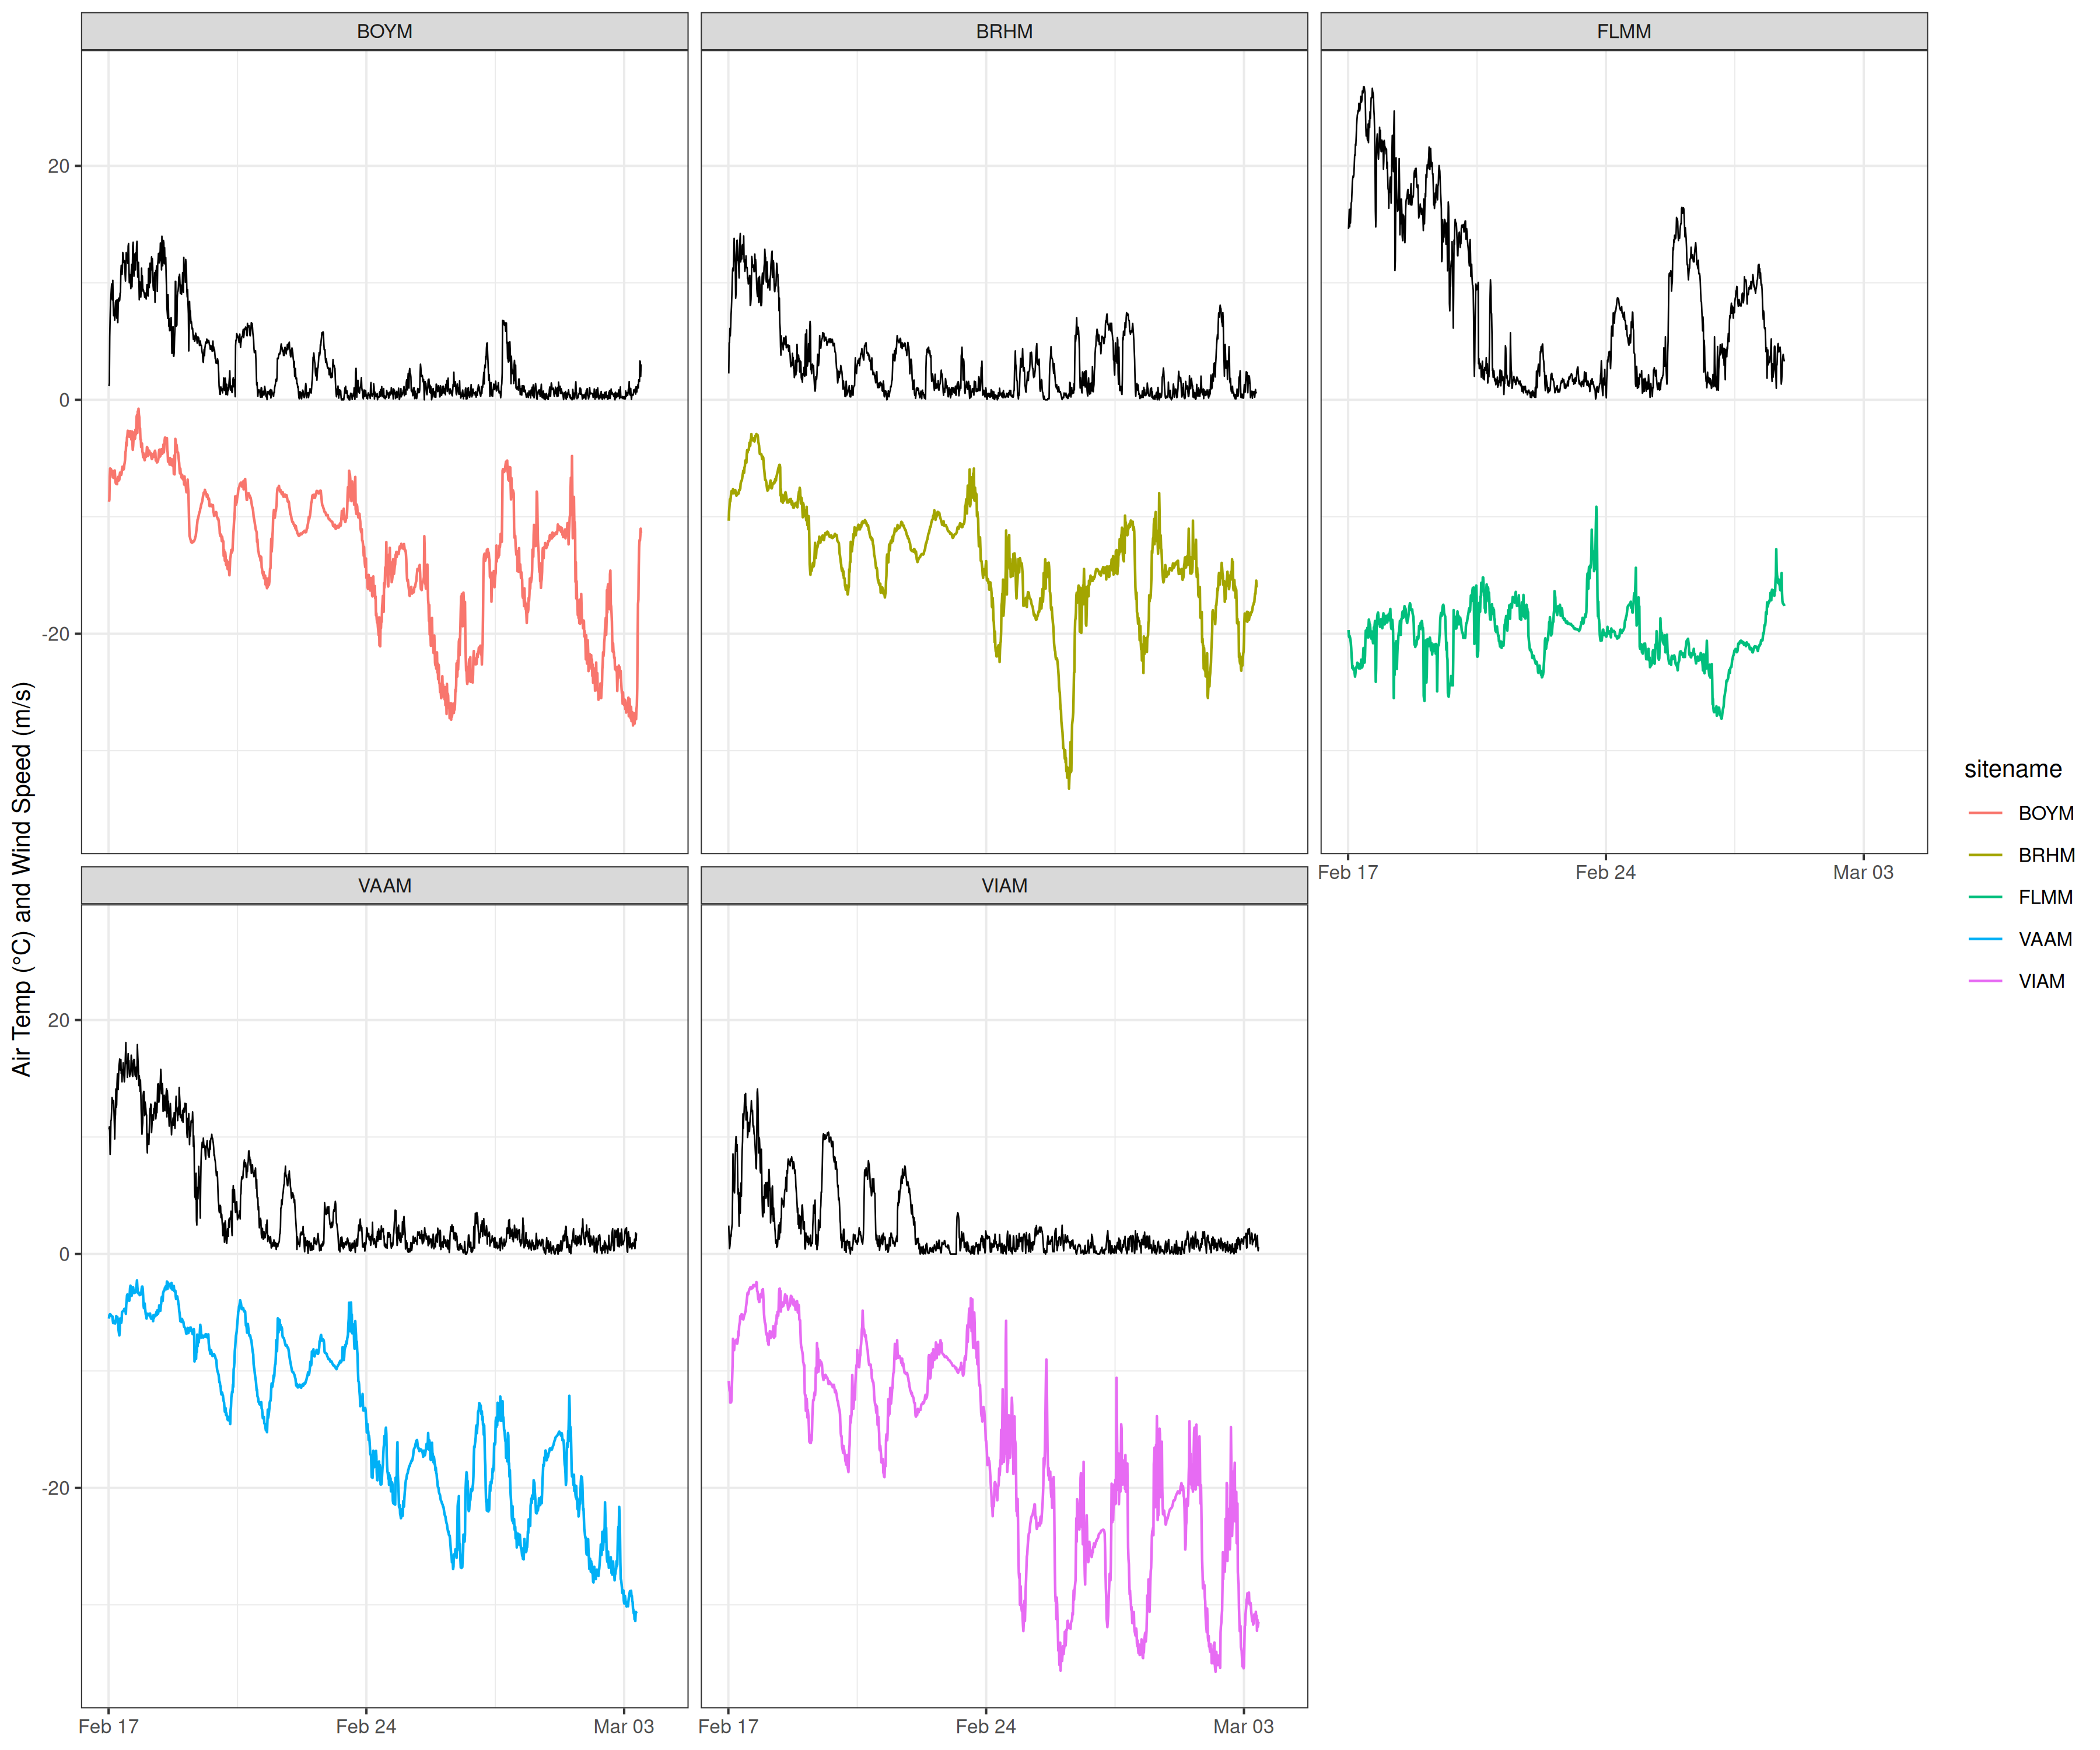 BOYM
BRHM
FLMM
20
0
-20
Feb 17
Feb 24
Mar 03
VAAM
VIAM
20
0
-20
Feb 17
Feb 24
Mar 03
Feb 17
Feb 24
Mar 03
Air Temp (°C) and Wind Speed (m/s)
sitename
BOYM
BRHM
FLMM
VAAM
VIAM